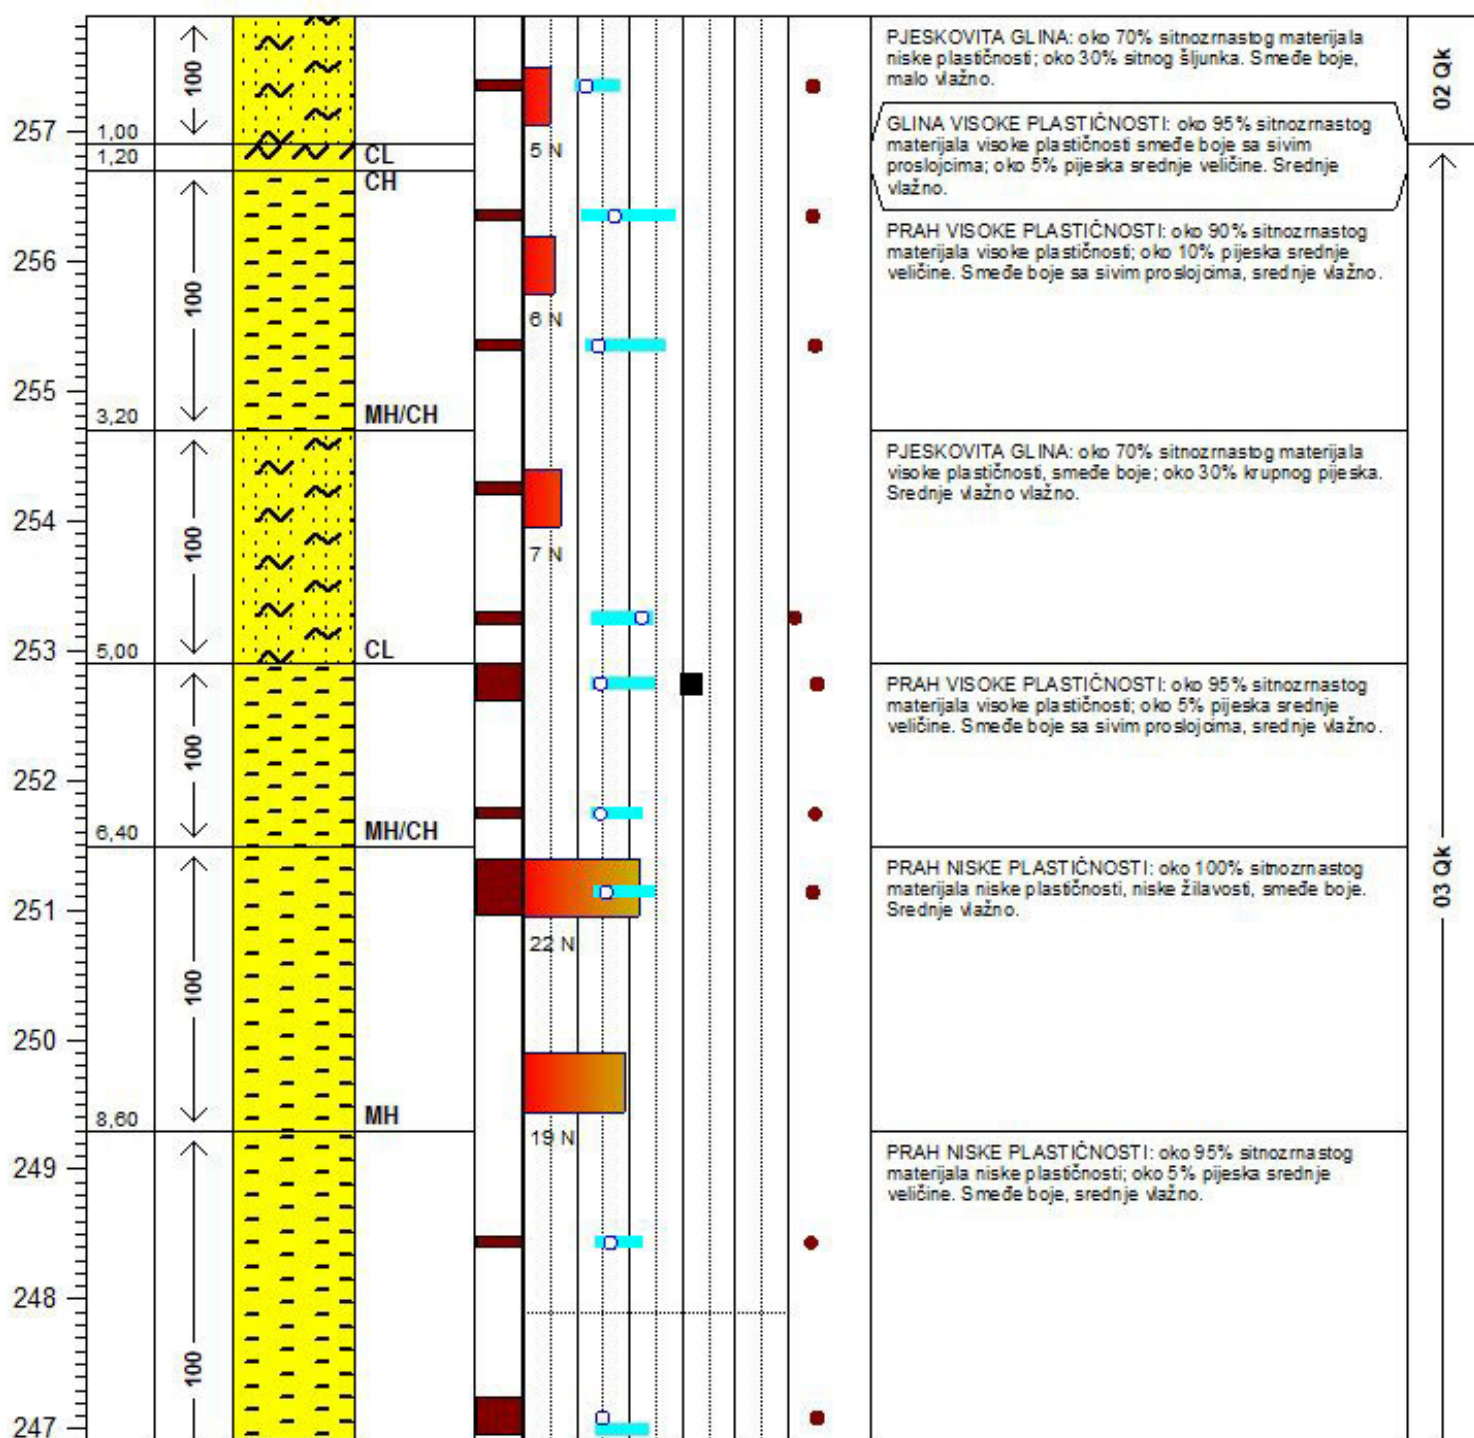 PJESKOVITA GLINA: oko 70% sitnozrnastog materijala
niske plastičnosti; oko 30% sitnog šljunka. Smeđe boje,
malo vlažno.
02 Qk
100
257
1,00
1,20
CL
CH
5 N
GLINA VISOKE PLASTIČNOSTI: oko 95% sitnozrnastog
materijala visoke plastičnosti smeđe boje sa sivim
proslojcima; oko 5% pijeska srednje veličine. Srednje
vlažno.
PRAH VISOKE PLASTIČNOSTI: oko 90% sitnozrnastog
materijala visoke plastičnosti; oko 10% pijeska srednje
veličine. Smeđe boje sa sivim proslojcima, srednje vlažno.
256
100
6 N
255
3,20
MH/CH
PJESKOVITA GLINA: oko 70% sitnozrnastog materijala
visoke plastičnosti, smeđe boje; oko 30% krupnog pijeska.
Srednje vlažno vlažno.
254
100
7 N
253
5,00
CL
PRAH VISOKE PLASTIČNOSTI: oko 95% sitnozrnastog
materijala visoke plastičnosti; oko 5% pijeska srednje
veličine. Smeđe boje sa sivim proslojcima, srednje vlažno.
100
252
6,40
MH/CH
PRAH NISKE PLASTIČNOSTI: oko 100% sitnozrnastog
materijala niske plastičnosti, niske žilavosti, smeđe boje.
Srednje vlažno.
03 Qk
251
22 N
100
250
8,60
MH
19 N
PRAH NISKE PLASTIČNOSTI: oko 95% sitnozrnastog
materijala niske plastičnosti; oko 5% pijeska srednje
veličine. Smeđe boje, srednje vlažno.
249
248
100
247